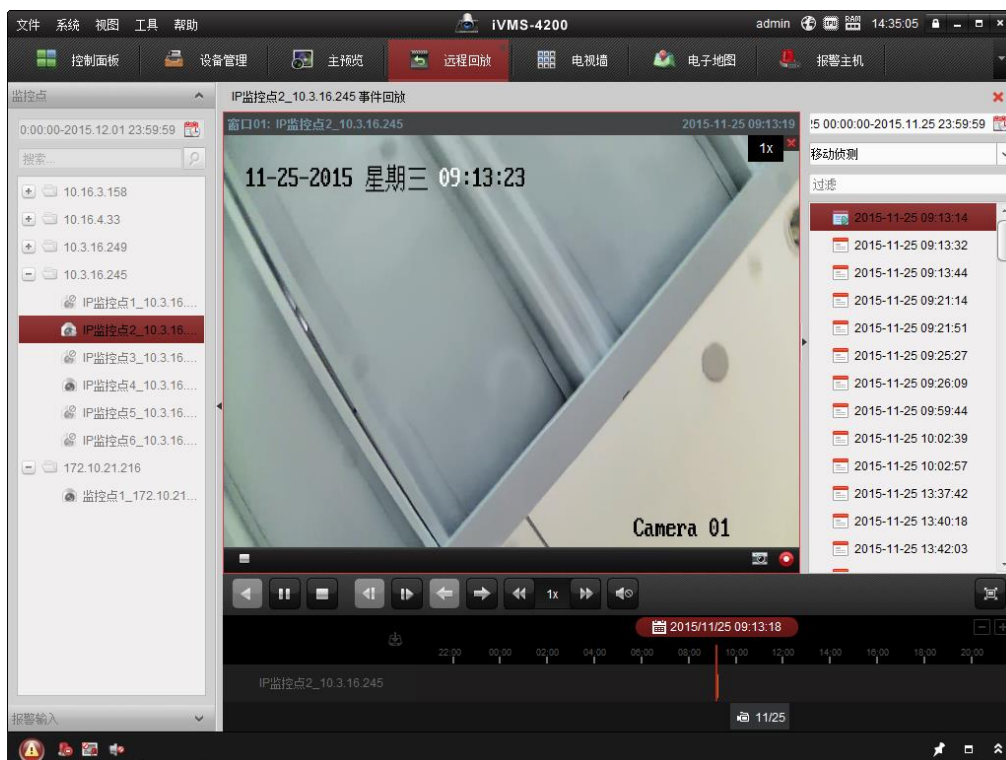 文件 系统 视图 工具 帮助
iVMS-4200
admin
14:35:05
控制面板
设备管理
主预览
远程回放
电视墙
电子地图
报警主机
监控点
IP监控点2_10.3.16.245 事件回放
0:00:00-2015.12.01 23:59:59
搜索...
10.16.3.158
10.16.4.33
10.3.16.249
10.3.16.245
IP监控点1_10.3.16....
IP监控点2_10.3.16...
IP监控点3_10.3.16....
IP监控点4_10.3.16....
IP监控点5_10.3.16....
IP监控点6_10.3.16....
172.10.21.216
监控点1_172.10.21...
报警输入
窗口01: IP监控点2_10.3.16.245
2015-11-25 09:13:19
1x
11-25-2015 星期三 09:13:23
Camera 01
25 00:00:00-2015.11.25 23:59:59
移动侦测
过滤
2015-11-25 09:13:14
2015-11-25 09:13:32
2015-11-25 09:13:44
2015-11-25 09:21:14
2015-11-25 09:21:51
2015-11-25 09:25:27
2015-11-25 09:26:09
2015-11-25 09:59:44
2015-11-25 10:02:39
2015-11-25 10:02:57
2015-11-25 13:37:42
2015-11-25 13:40:18
2015-11-25 13:42:03
1x
2015/11/25 09:13:18
22:00 00:00 02:00 04:00 06:00 08:00 10:00 12:00 14:00 16:00 18:00 20:00
IP监控点2_10.3.16.245
11/25